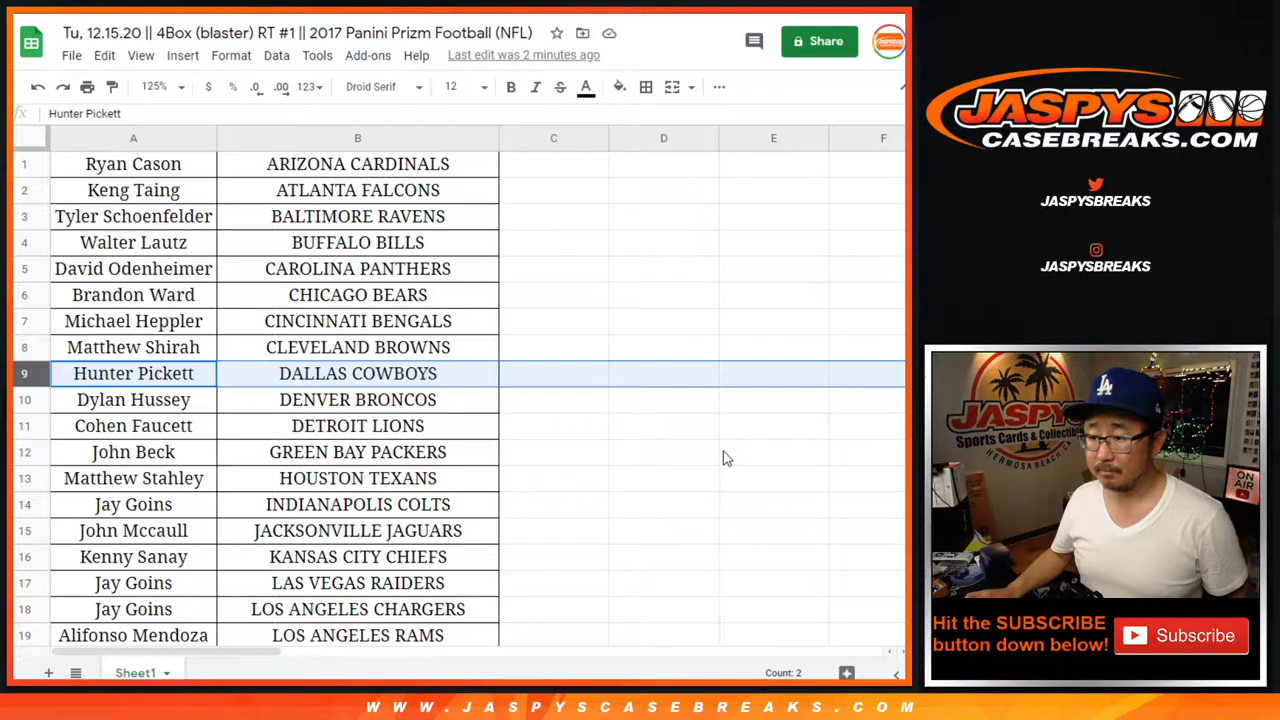 Tu, 12.15.20 || 4Box (blaster) RT #1 || 2017 Panini Prizm Football (NFL)
File Edit View Insert Format Data Tools Add-ons Help Last edit was 2 minutes ago
Share
125% $ % .0 .00 123 Droid Serif 12 B I S A
fx Hunter Pickett
A B C D E F
1 Ryan Cason ARIZONA CARDINALS
2 Keng Taing ATLANTA FALCONS
3 Tyler Schoenfelder BALTIMORE RAVENS
4 Walter Lautz BUFFALO BILLS
5 David Odenheimer CAROLINA PANTHERS
6 Brandon Ward CHICAGO BEARS
7 Michael Heppler CINCINNATI BENGALS
8 Matthew Shirah CLEVELAND BROWNS
9 Hunter Pickett DALLAS COWBOYS
10 Dylan Hussey DENVER BRONCOS
11 Cohen Faucett DETROIT LIONS
12 John Beck GREEN BAY PACKERS
13 Matthew Stahley HOUSTON TEXANS
14 Jay Goins INDIANAPOLIS COLTS
15 John Mccaull JACKSONVILLE JAGUARS
16 Kenny Sanay KANSAS CITY CHIEFS
17 Jay Goins LAS VEGAS RAIDERS
18 Jay Goins LOS ANGELES CHARGERS
19 Alifonso Mendoza LOS ANGELES RAMS
Sheet1
Count: 2
JASPYS
CASEBREAKS.COM
JASPYSBREAKS
JASPYSBREAKS
JASPYS
Sports Cards & Collectibles
HERMOSA BEACH
LA
ON
AIR
Hit the SUBSCRIBE
button down below!
Subscribe
WWW.JASPYSCASEBREAKS.COM